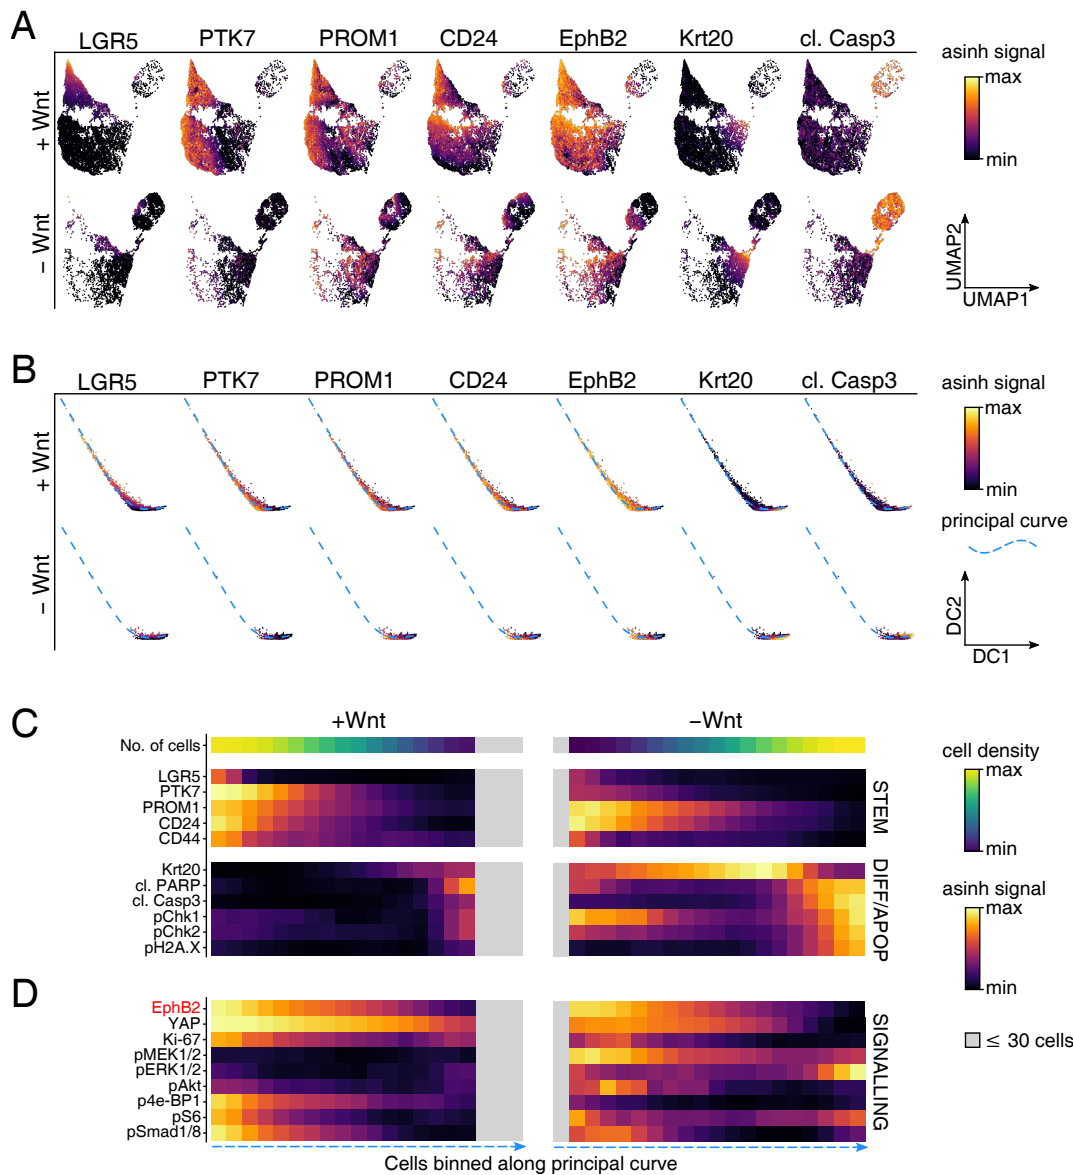 A
LGR5 PTK7 PROM1 CD24 EphB2 Krt20 cl. Casp3
+ Wnt
− Wnt
asinh signal
max
min
UMAP2
UMAP1
B
LGR5 PTK7 PROM1 CD24 EphB2 Krt20 cl. Casp3
+ Wnt
− Wnt
asinh signal
max
min
principal curve
DC2
DC1
C
+Wnt −Wnt
No. of cells
LGR5
PTK7
PROM1
CD24
CD44
STEM
Krt20
cl. PARP
cl. Casp3
pChk1
pChk2
pH2A.X
DIFF/APOP
cell density
max
min
asinh signal
max
min
D
EphB2
YAP
Ki-67
pMEK1/2
pERK1/2
pAkt
p4e-BP1
pS6
pSmad1/8
SIGNALLING
≤ 30 cells
Cells binned along principal curve